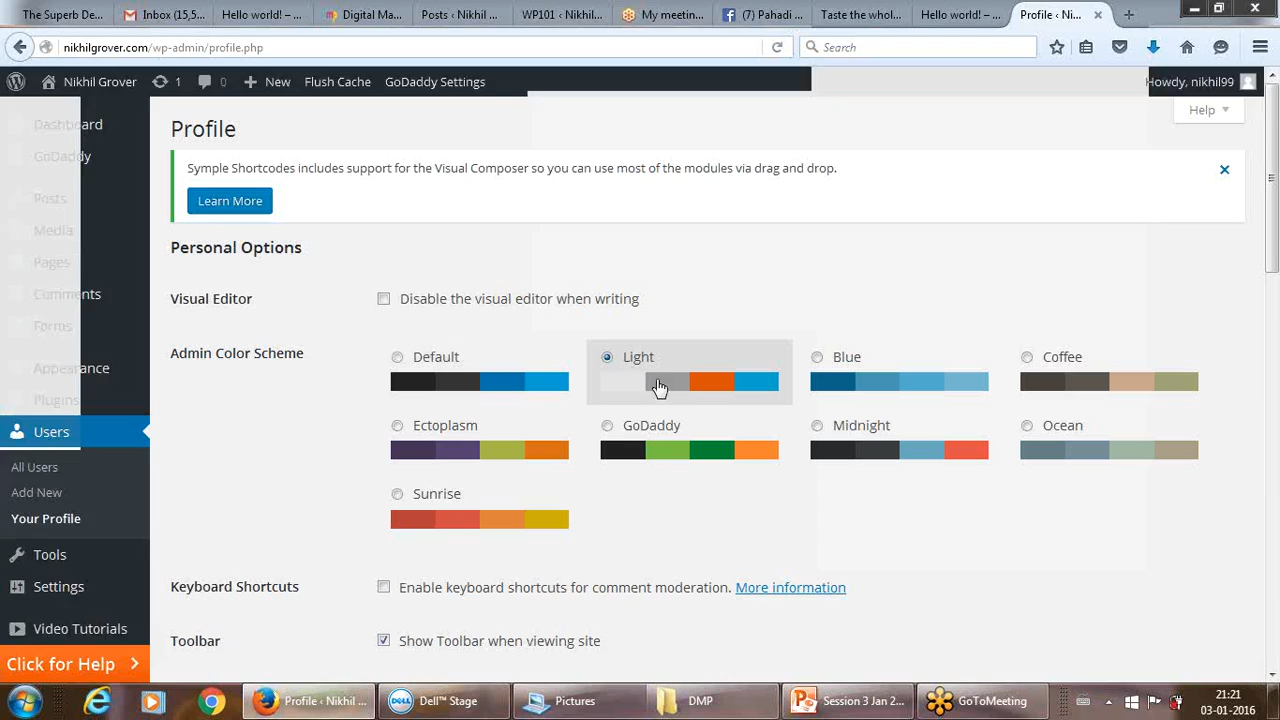 The Superb De...
Inbox (15,5...
Hello world! – ...
Digital Ma...
Posts ‹ Nikhil ...
WP101 ‹ Nikhil...
My meetin...
(7) Pahadi ...
Taste the whol...
Hello world! – ...
Profile ‹ Ni...
nikhilgrover.com/wp-admin/profile.php
Search
Nikhil Grover
1
0
New
Flush Cache
GoDaddy Settings
Howdy, nikhil99
Help
Dashboard
GoDaddy
Posts
Media
Pages
Comments
Forms
Appearance
Plugins
Users
All Users
Add New
Your Profile
Tools
Settings
Video Tutorials
Click for Help
Profile
Symple Shortcodes includes support for the Visual Composer so you can use most of the modules via drag and drop.
Learn More
Personal Options
Visual Editor
Disable the visual editor when writing
Admin Color Scheme
Default
Light
Blue
Coffee
Ectoplasm
GoDaddy
Midnight
Ocean
Sunrise
Keyboard Shortcuts
Enable keyboard shortcuts for comment moderation. More information
Toolbar
Show Toolbar when viewing site
Profile ‹ Nikhil ...
Dell™ Stage
Pictures
DMP
Session 3 Jan 2...
GoToMeeting
21:21
03-01-2016